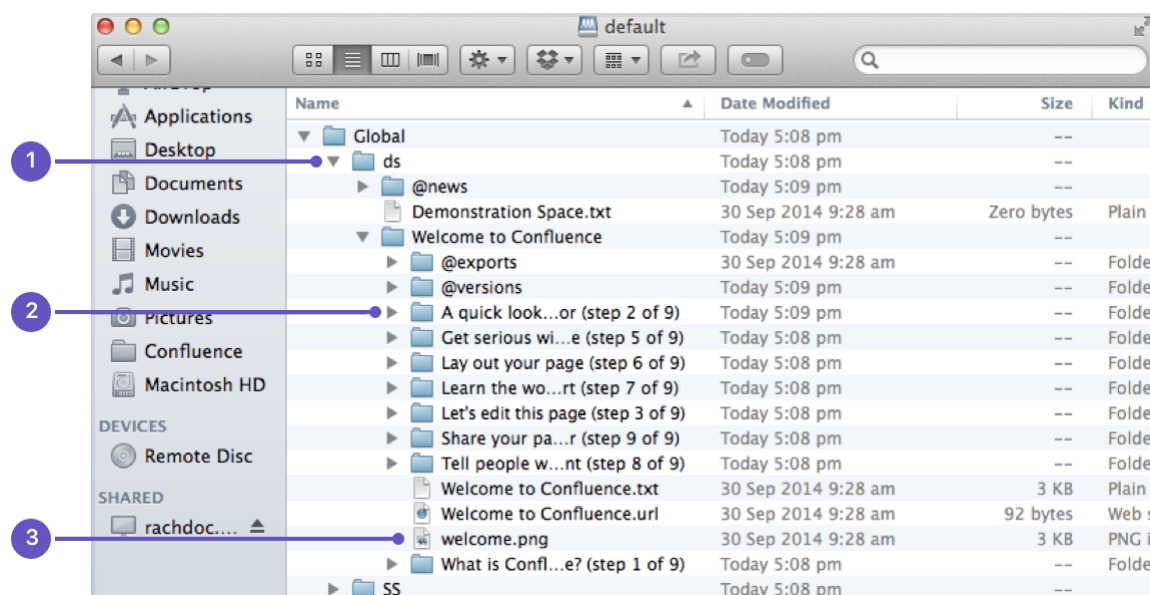 default
Name Date Modified Size Kind
AirDrop
Applications
Desktop
Documents
Downloads
Movies
Music
Pictures
Confluence
Macintosh HD
DEVICES
Remote Disc
SHARED
rachdoc....
Global Today 5:08 pm --
1 ds Today 5:08 pm --
@news Today 5:09 pm --
Demonstration Space.txt 30 Sep 2014 9:28 am Zero bytes Plain
Welcome to Confluence Today 5:09 pm --
@exports 30 Sep 2014 9:28 am -- Folde
@versions Today 5:09 pm -- Folde
2 A quick look...or (step 2 of 9) Today 5:09 pm -- Folde
Get serious wi...e (step 5 of 9) Today 5:08 pm -- Folde
Lay out your page (step 6 of 9) Today 5:08 pm -- Folde
Learn the wo...rt (step 7 of 9) Today 5:08 pm -- Folde
Let's edit this page (step 3 of 9) Today 5:08 pm -- Folde
Share your pa...r (step 9 of 9) Today 5:08 pm -- Folde
Tell people w...nt (step 8 of 9) Today 5:08 pm -- Folde
Welcome to Confluence.txt 30 Sep 2014 9:28 am 3 KB Plain
Welcome to Confluence.url 30 Sep 2014 9:28 am 92 bytes Web s
3 welcome.png 30 Sep 2014 9:28 am 3 KB PNG i
What is Confl...e? (step 1 of 9) Today 5:08 pm -- Folde
SS Today 5:08 pm --